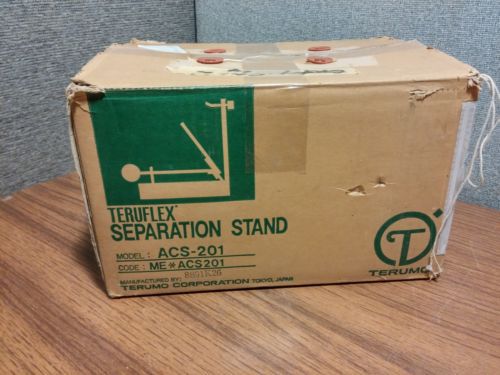 TERUFLEX
SEPARATION STAND
MODEL: ACS-201
CODE: ME*ACS201
MANUFACTURED BY:
TERUMO CORPORATION TOKYO, JAPAN
T
TERUMO